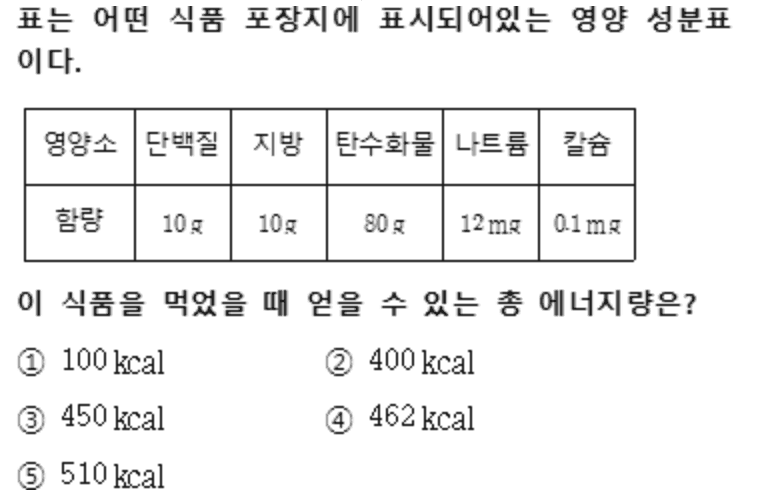 표는 어떤 식품 포장지에 표시되어있는 영양 성분표
이다.
영양소 단백질 지방 탄수화물 나트륨 칼슘
함량 10g 10g 80g 12mg 0.1mg
이 식품을 먹었을 때 얻을 수 있는 총 에너지량은?
① 100kcal ② 400kcal
③ 450kcal ④ 462kcal
⑤ 510kcal